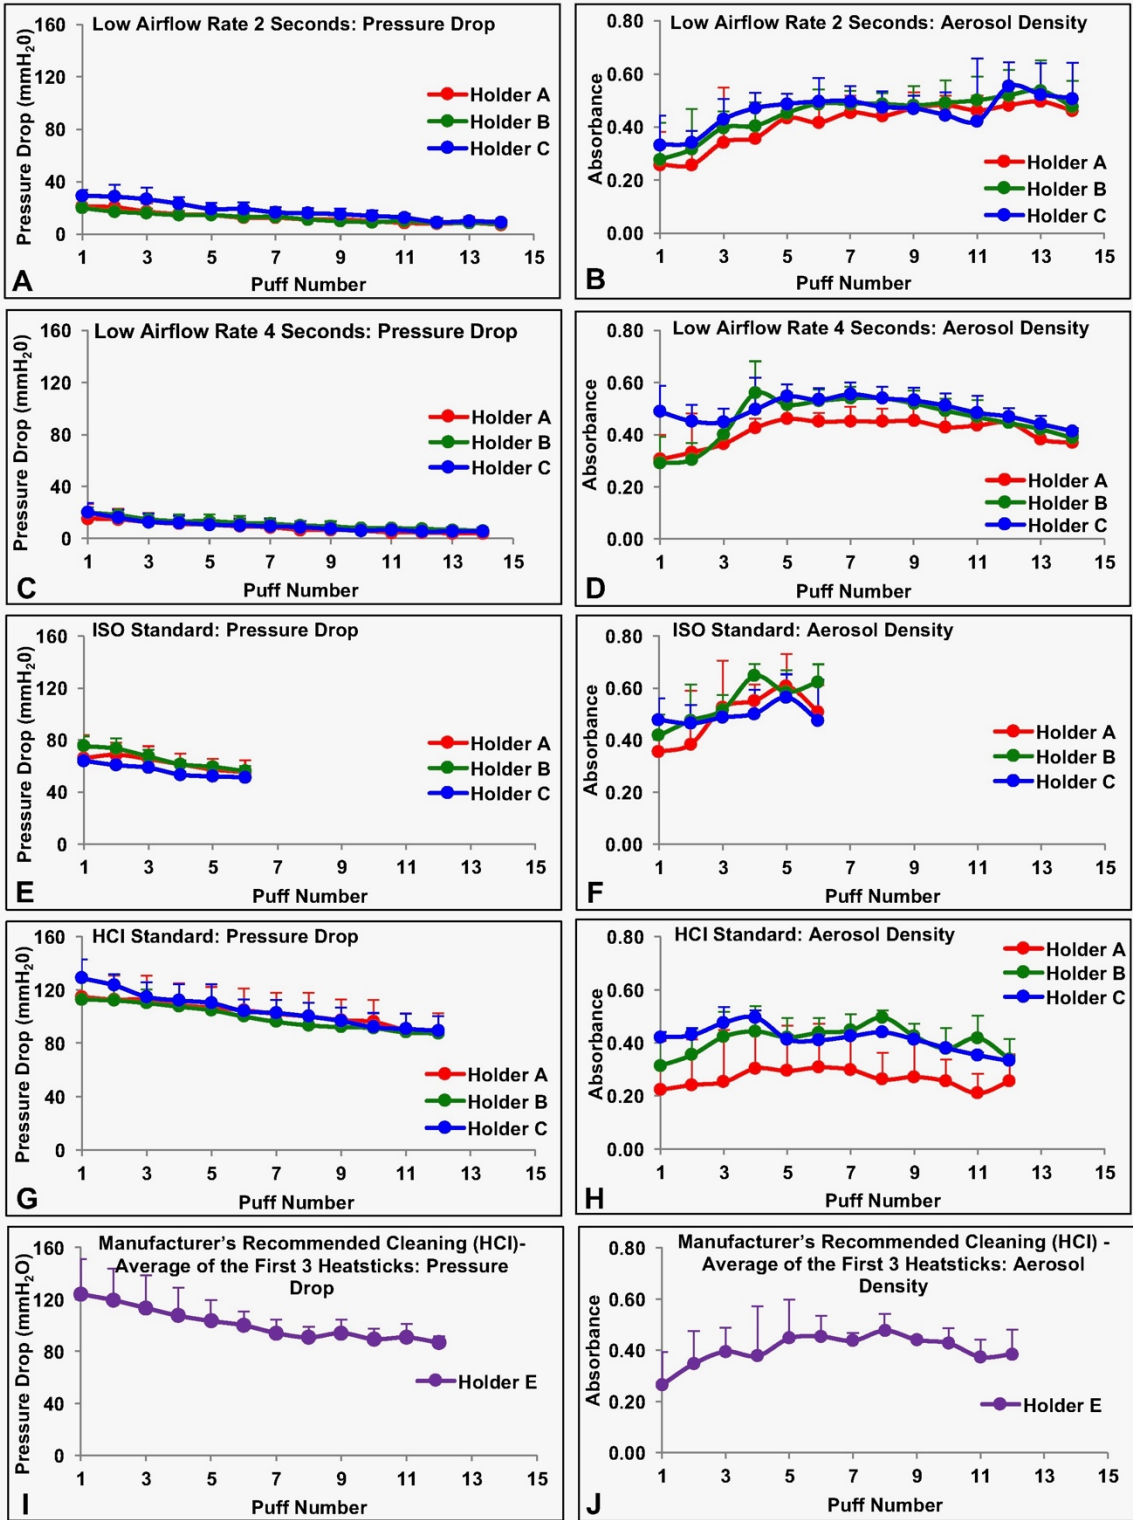 Low Airflow Rate 2 Seconds: Pressure Drop
Pressure Drop (mmH₂0)
160
120
80
40
0
Holder A
Holder B
Holder C
1 3 5 7 9 11 13 15
Puff Number
A
Low Airflow Rate 2 Seconds: Aerosol Density
Absorbance
0.80
0.60
0.40
0.20
0.00
Holder A
Holder B
Holder C
1 3 5 7 9 11 13 15
Puff Number
B
Low Airflow Rate 4 Seconds: Pressure Drop
Pressure Drop (mmH₂0)
160
120
80
40
0
Holder A
Holder B
Holder C
1 3 5 7 9 11 13 15
Puff Number
C
Low Airflow Rate 4 Seconds: Aerosol Density
Absorbance
0.80
0.60
0.40
0.20
0.00
Holder A
Holder B
Holder C
1 3 5 7 9 11 13 15
Puff Number
D
ISO Standard: Pressure Drop
Pressure Drop (mmH₂0)
160
120
80
40
0
Holder A
Holder B
Holder C
1 3 5 7 9 11 13 15
Puff Number
E
ISO Standard: Aerosol Density
Absorbance
0.80
0.60
0.40
0.20
0.00
Holder A
Holder B
Holder C
1 3 5 7 9 11 13 15
Puff Number
F
HCI Standard: Pressure Drop
Pressure Drop (mmH₂0)
160
120
80
40
0
Holder A
Holder B
Holder C
1 3 5 7 9 11 13 15
Puff Number
G
HCI Standard: Aerosol Density
Absorbance
0.80
0.60
0.40
0.20
0.00
Holder A
Holder B
Holder C
1 3 5 7 9 11 13 15
Puff Number
H
Manufacturer's Recommended Cleaning (HCI)-
Average of the First 3 Heatsticks: Pressure
Drop
Pressure Drop (mmH₂O)
160
120
80
40
0
Holder E
1 3 5 7 9 11 13 15
Puff Number
I
Manufacturer's Recommended Cleaning (HCI) -
Average of the First 3 Heatsticks: Aerosol
Density
Absorbance
0.80
0.60
0.40
0.20
0.00
Holder E
1 3 5 7 9 11 13 15
Puff Number
J